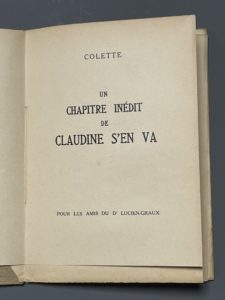 COLETTE
UN
CHAPITRE INÉDIT
DE
CLAUDINE S'EN VA
POUR LES AMIS DU Dr LUCIEN-GRAUX